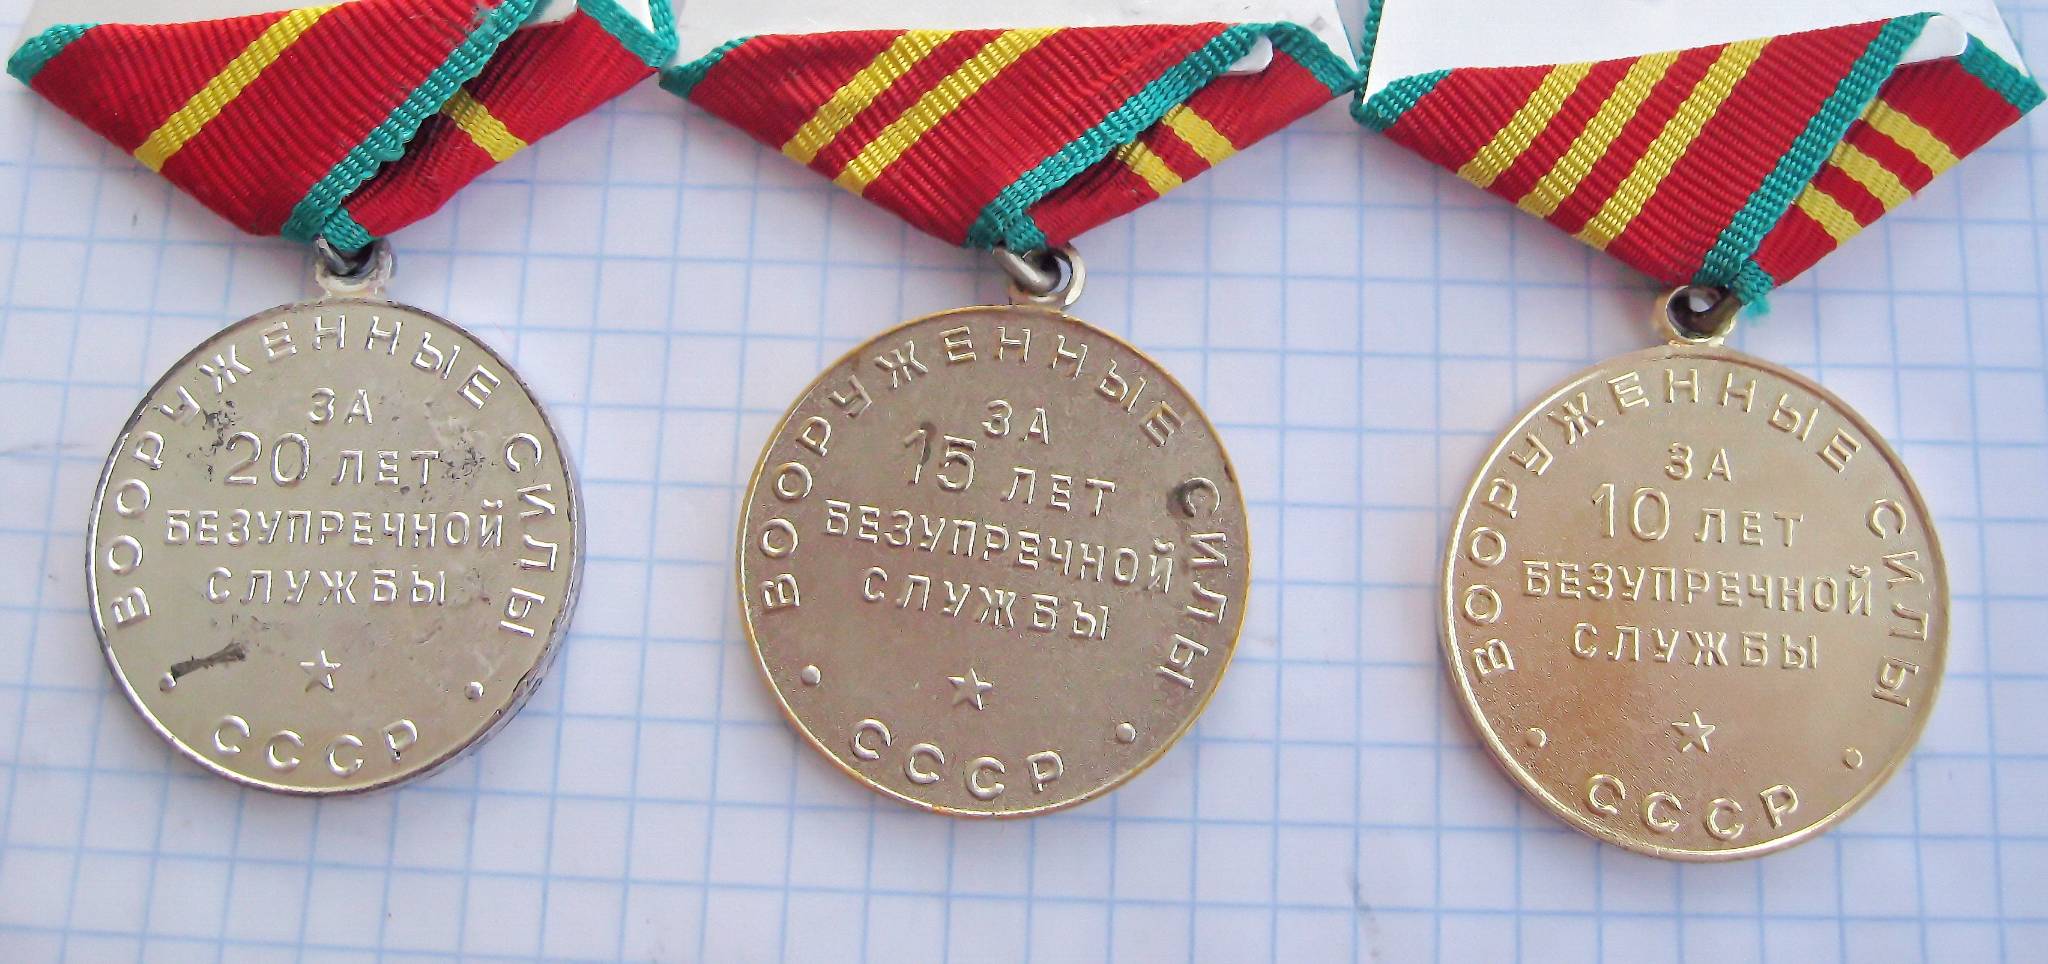 ВООРУЖЕННЫЕ СИЛЫ
ЗА
20 ЛЕТ
БЕЗУПРЕЧНОЙ
СЛУЖБЫ
СССР
ВООРУЖЕННЫЕ СИЛЫ
ЗА
15 ЛЕТ
БЕЗУПРЕЧНОЙ
СЛУЖБЫ
СССР
ВООРУЖЕННЫЕ СИЛЫ
ЗА
10 ЛЕТ
БЕЗУПРЕЧНОЙ
СЛУЖБЫ
СССР